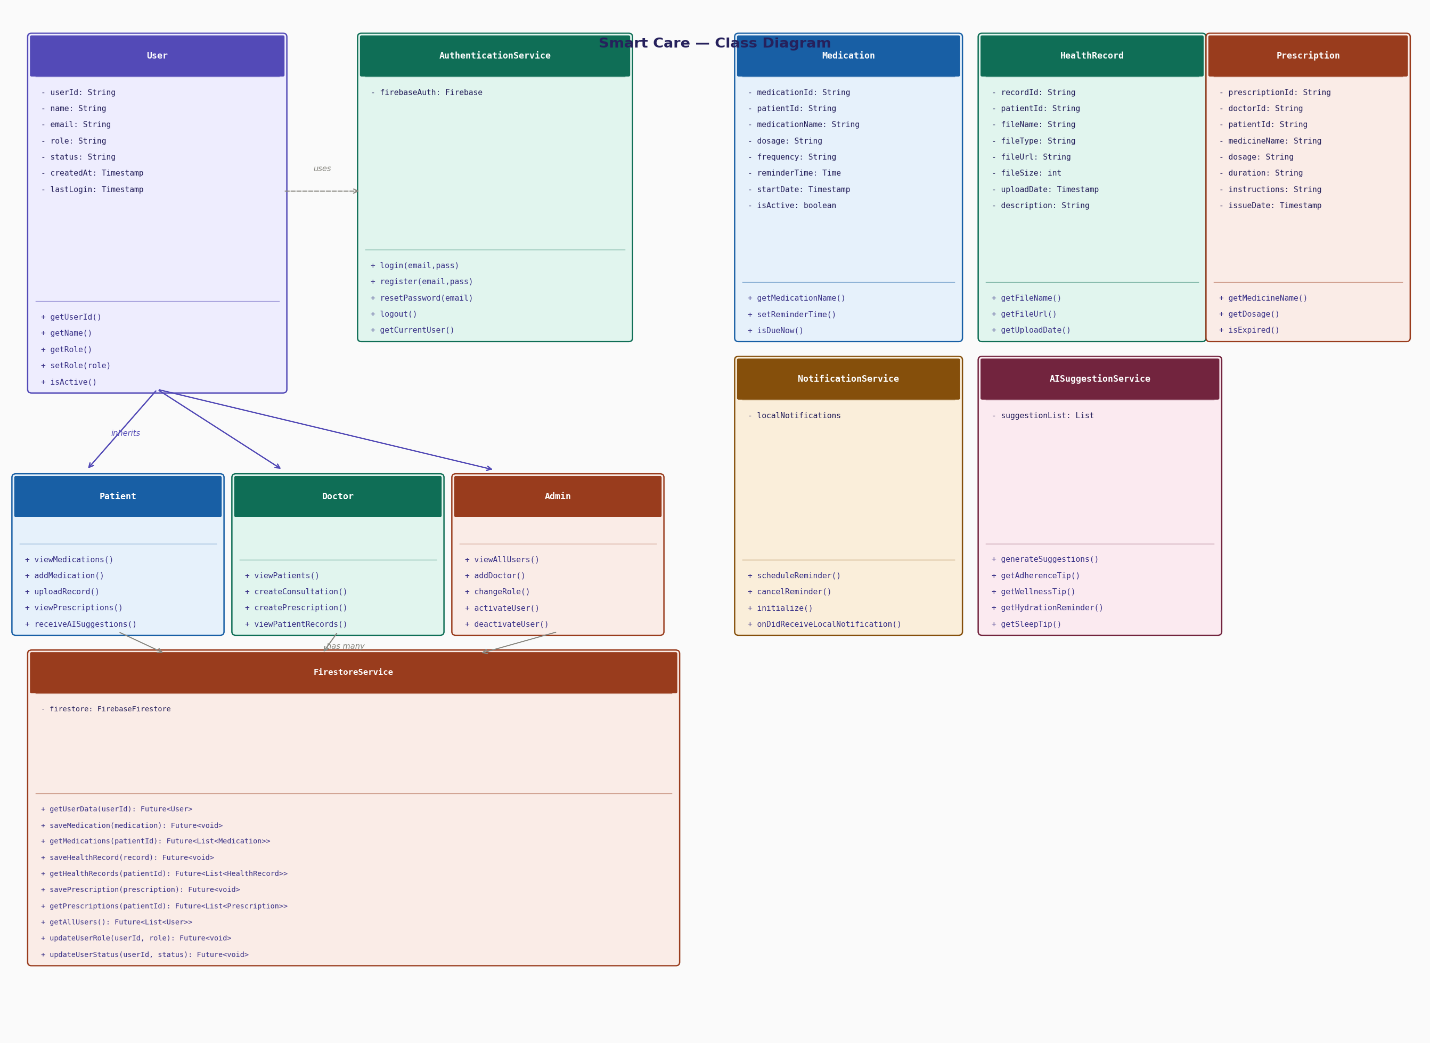 Smart Care — Class Diagram
User
- userId: String
- name: String
- email: String
- role: String
- status: String
- createdAt: Timestamp
- lastLogin: Timestamp
+ getUserId()
+ getName()
+ getRole()
+ setRole(role)
+ isActive()
uses
AuthenticationService
- firebaseAuth: Firebase
+ login(email,pass)
+ register(email,pass)
+ resetPassword(email)
+ logout()
+ getCurrentUser()
Medication
- medicationId: String
- patientId: String
- medicationName: String
- dosage: String
- frequency: String
- reminderTime: Time
- startDate: Timestamp
- isActive: boolean
+ getMedicationName()
+ setReminderTime()
+ isDueNow()
HealthRecord
- recordId: String
- patientId: String
- fileName: String
- fileType: String
- fileUrl: String
- fileSize: int
- uploadDate: Timestamp
- description: String
+ getFileName()
+ getFileUrl()
+ getUploadDate()
Prescription
- prescriptionId: String
- doctorId: String
- patientId: String
- medicineName: String
- dosage: String
- duration: String
- instructions: String
- issueDate: Timestamp
+ getMedicineName()
+ getDosage()
+ isExpired()
inherits
Patient
+ viewMedications()
+ addMedication()
+ uploadRecord()
+ viewPrescriptions()
+ receiveAISuggestions()
Doctor
+ viewPatients()
+ createConsultation()
+ createPrescription()
+ viewPatientRecords()
Admin
+ viewAllUsers()
+ addDoctor()
+ changeRole()
+ activateUser()
+ deactivateUser()
NotificationService
- localNotifications
+ scheduleReminder()
+ cancelReminder()
+ initialize()
+ onDidReceiveLocalNotification()
AISuggestionService
- suggestionList: List
+ generateSuggestions()
+ getAdherenceTip()
+ getWellnessTip()
+ getHydrationReminder()
+ getSleepTip()
has many
FirestoreService
- firestore: FirebaseFirestore
+ getUserData(userId): Future<User>
+ saveMedication(medication): Future<void>
+ getMedications(patientId): Future<List<Medication>>
+ saveHealthRecord(record): Future<void>
+ getHealthRecords(patientId): Future<List<HealthRecord>>
+ savePrescription(prescription): Future<void>
+ getPrescriptions(patientId): Future<List<Prescription>>
+ getAllUsers(): Future<List<User>>
+ updateUserRole(userId, role): Future<void>
+ updateUserStatus(userId, status): Future<void>